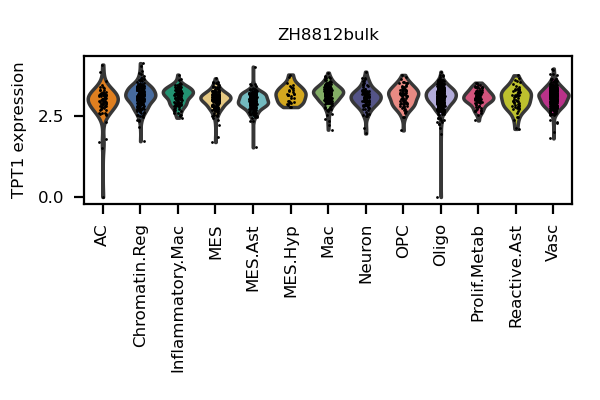 ZH8812bulk
TPT1 expression
2.5
0.0
AC
Chromatin.Reg
Inflammatory.Mac
MES
MES.Ast
MES.Hyp
Mac
Neuron
OPC
Oligo
Prolif.Metab
Reactive.Ast
Vasc